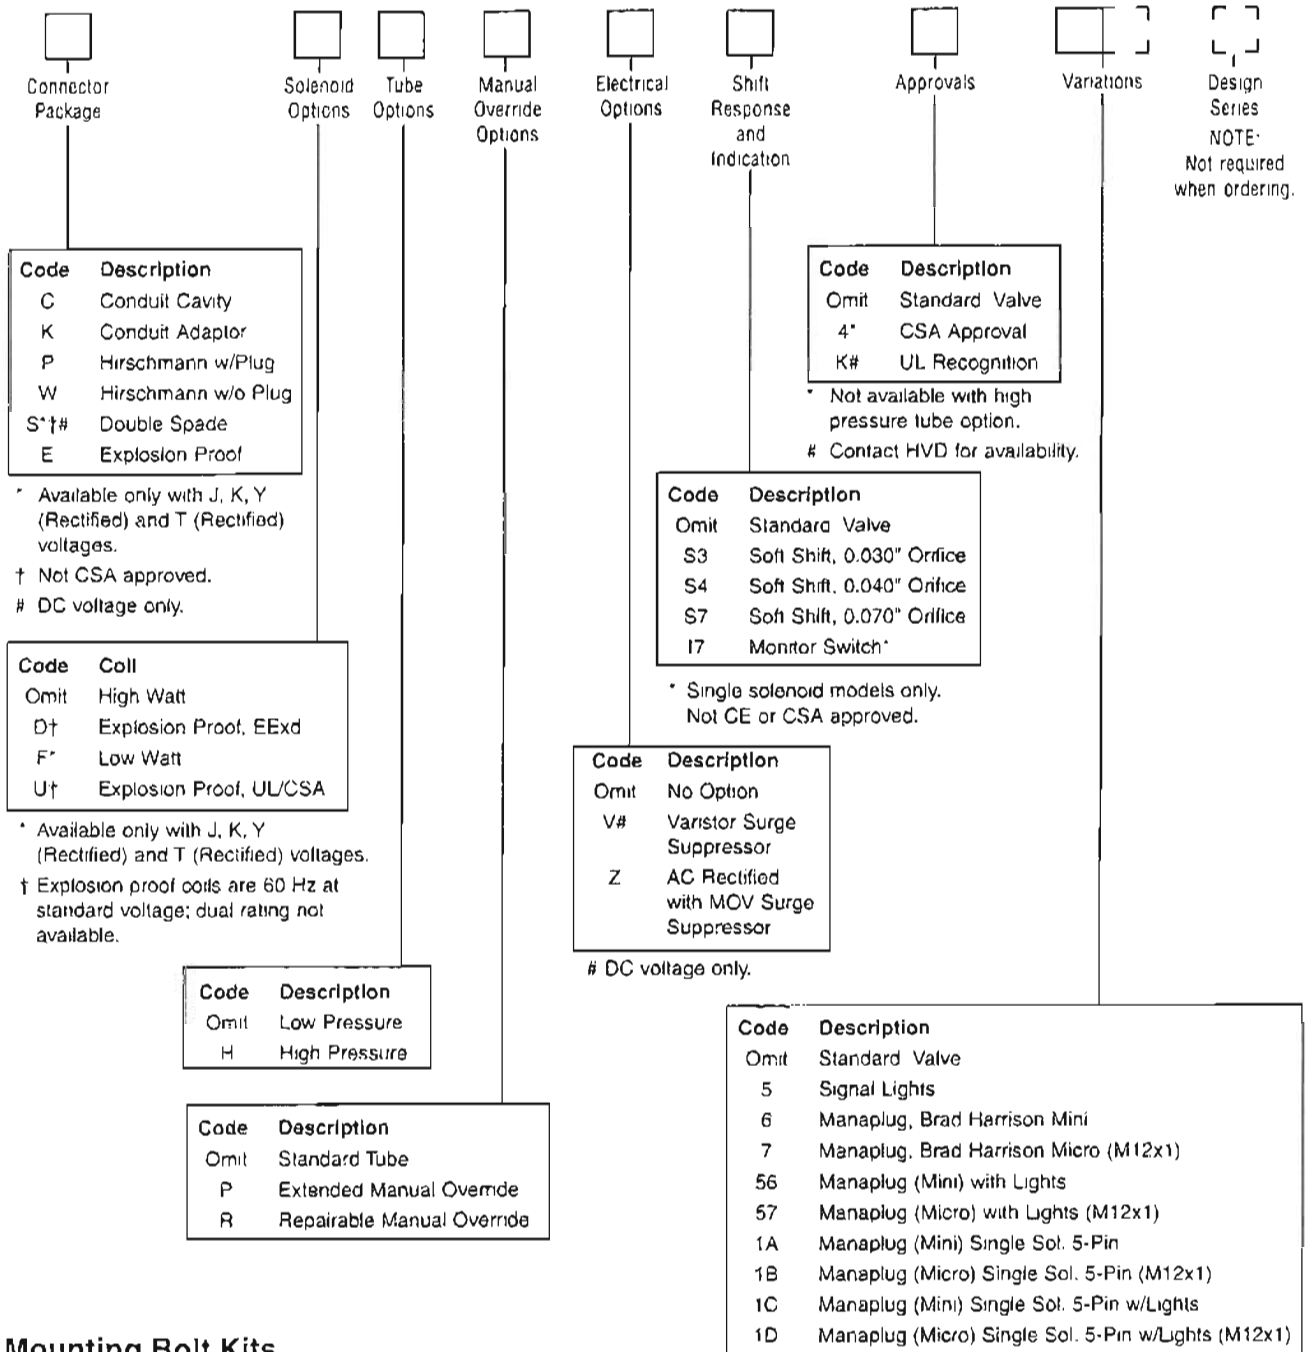 Connector
Package
Solenoid
Options
Tube
Options
Manual
Override
Options
Electrical
Options
Shift
Response
and
Indication
Approvals
Variations
Design
Series
NOTE:
Not required
when ordering.
Code Description
C Conduit Cavity
K Conduit Adaptor
P Hirschmann w/Plug
W Hirschmann w/o Plug
S*†# Double Spade
E Explosion Proof
* Available only with J, K, Y
(Rectified) and T (Rectified)
voltages.
† Not CSA approved.
# DC voltage only.
Code Coil
Omit High Watt
D† Explosion Proof, EExd
F* Low Watt
U† Explosion Proof, UL/CSA
* Available only with J, K, Y
(Rectified) and T (Rectified) voltages.
† Explosion proof coils are 60 Hz at
standard voltage; dual rating not
available.
Code Description
Omit Low Pressure
H High Pressure
Code Description
Omit Standard Tube
P Extended Manual Override
R Repairable Manual Override
Code Description
Omit No Option
V# Varistor Surge
Suppressor
Z AC Rectified
with MOV Surge
Suppressor
# DC voltage only.
Code Description
Omit Standard Valve
S3 Soft Shift, 0.030" Orifice
S4 Soft Shift, 0.040" Orifice
S7 Soft Shift, 0.070" Orifice
I7 Monitor Switch*
* Single solenoid models only.
Not CE or CSA approved.
Code Description
Omit Standard Valve
4* CSA Approval
K# UL Recognition
* Not available with high
pressure tube option.
# Contact HVD for availability.
Code Description
Omit Standard Valve
5 Signal Lights
6 Manaplug, Brad Harrison Mini
7 Manaplug, Brad Harrison Micro (M12x1)
56 Manaplug (Mini) with Lights
57 Manaplug (Micro) with Lights (M12x1)
1A Manaplug (Mini) Single Sol. 5-Pin
1B Manaplug (Micro) Single Sol. 5-Pin (M12x1)
1C Manaplug (Mini) Single Sol. 5-Pin w/Lights
1D Manaplug (Micro) Single Sol. 5-Pin w/Lights (M12x1)
Mounting Bolt Kits